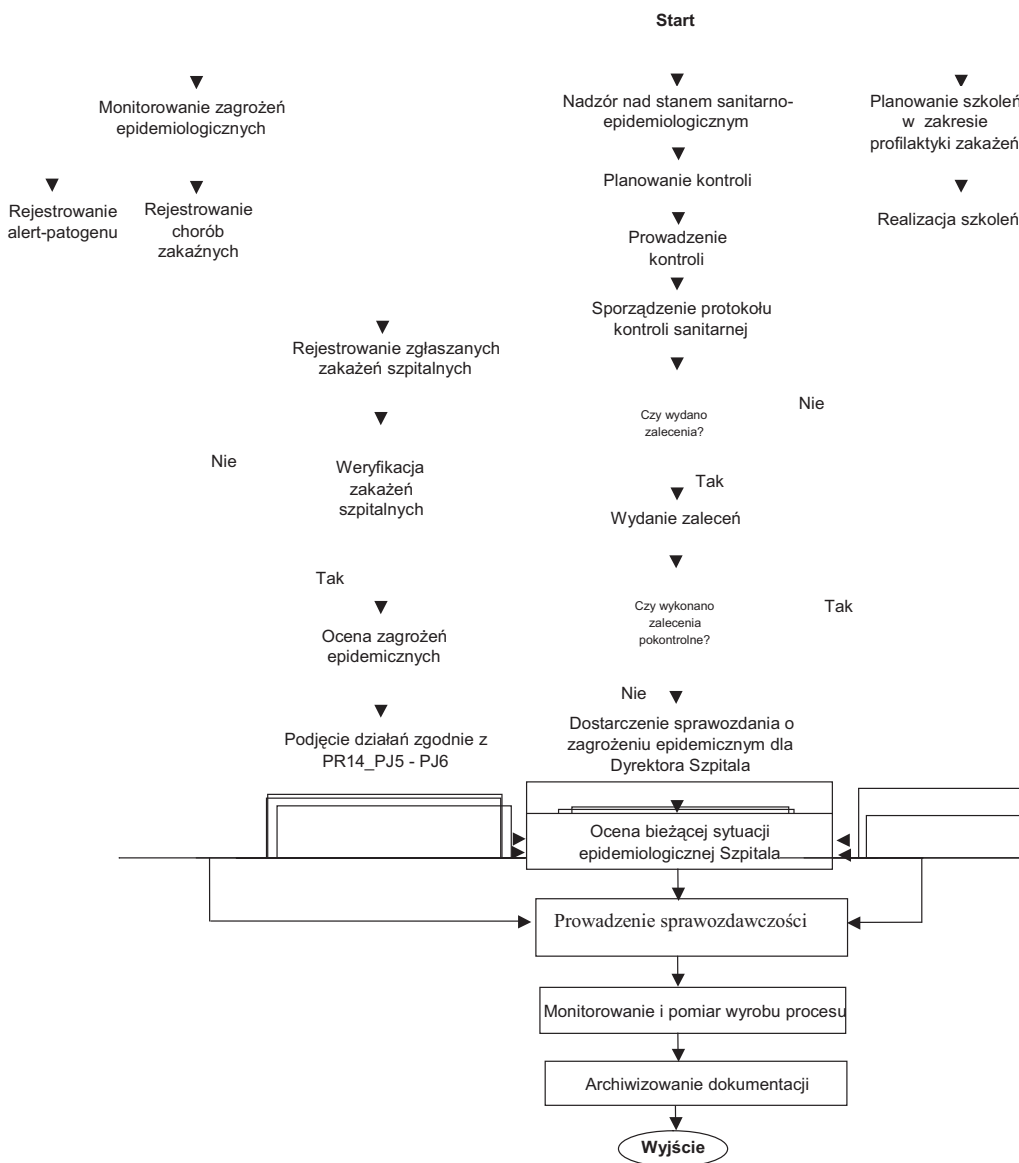 Start
Monitorowanie zagrożeń
epidemiologicznych
Nadzór nad stanem sanitarno-
epidemiologicznym
Planowanie szkoleń
w zakresie
profilaktyki zakażeń
Planowanie kontroli
Rejestrowanie
alert-patogenu
Rejestrowanie
chorób
zakaźnych
Realizacja szkoleń
Prowadzenie
kontroli
Sporządzenie protokołu
kontroli sanitarnej
Rejestrowanie zgłaszanych
zakażeń szpitalnych
Czy wydano
zalecenia?
Nie
Nie
Weryfikacja
zakażeń
szpitalnych
Tak
Wydanie zaleceń
Tak
Czy wykonano
zalecenia
pokontrolne?
Tak
Ocena zagrożeń
epidemicznych
Nie
Podjęcie działań zgodnie z
PR14_PJ5 - PJ6
Dostarczenie sprawozdania o
zagrożeniu epidemicznym dla
Dyrektora Szpitala
Ocena bieżącej sytuacji
epidemiologicznej Szpitala
Prowadzenie sprawozdawczości
Monitorowanie i pomiar wyrobu procesu
Archiwizowanie dokumentacji
Wyjście